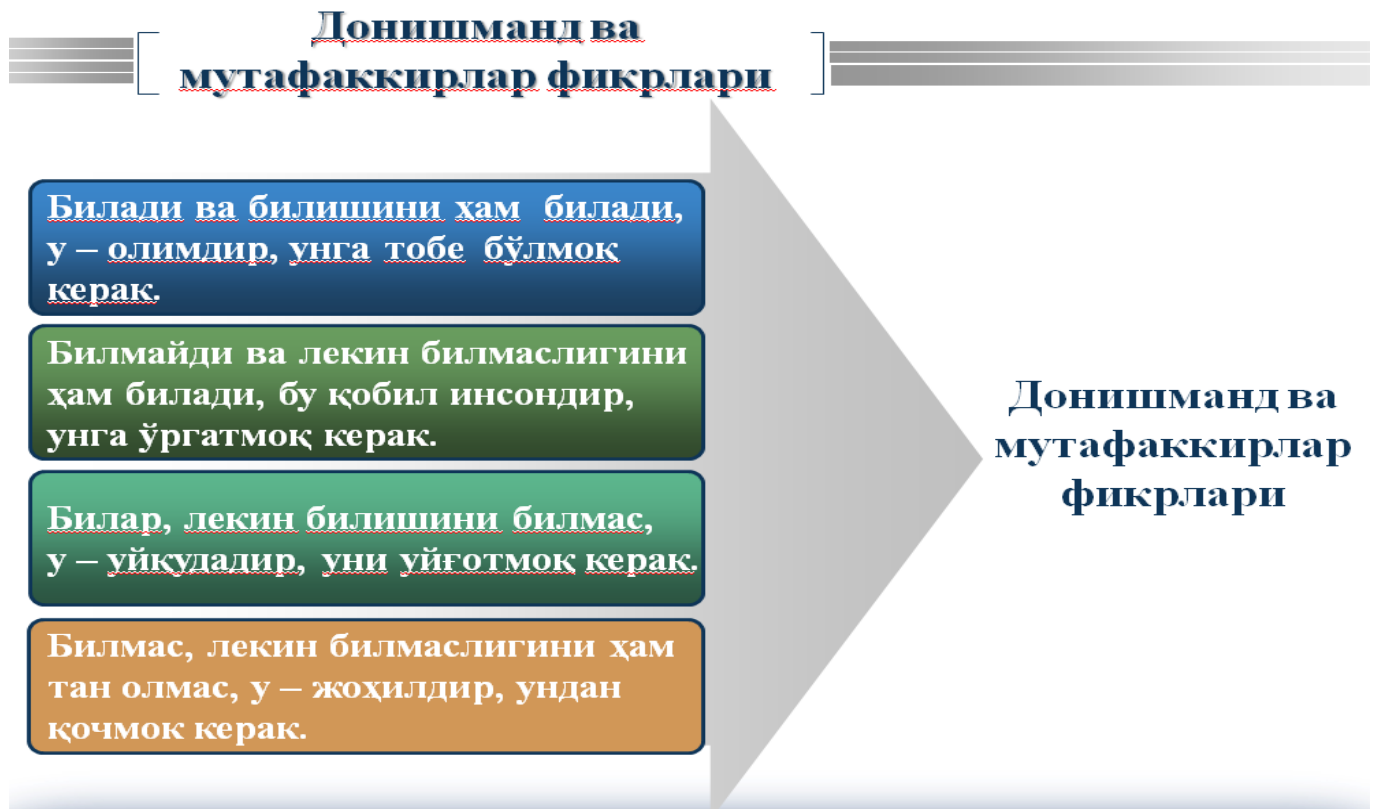 Донишманд ва
мутафаккирлар фикрлари
Билади ва билишини ҳам билади,
у – олимдир, унга тобе бўлмоқ
керак.
Билмайди ва лекин билмаслигини
ҳам билади, бу қобил инсондир,
унга ўргатмоқ керак.
Билар, лекин билишини билмас,
у – уйқудадир, уни уйғотмоқ керак.
Билмас, лекин билмаслигини ҳам
тан олмас, у – жоҳилдир, ундан
қочмок керак.
Донишманд ва
мутафаккирлар
фикрлари